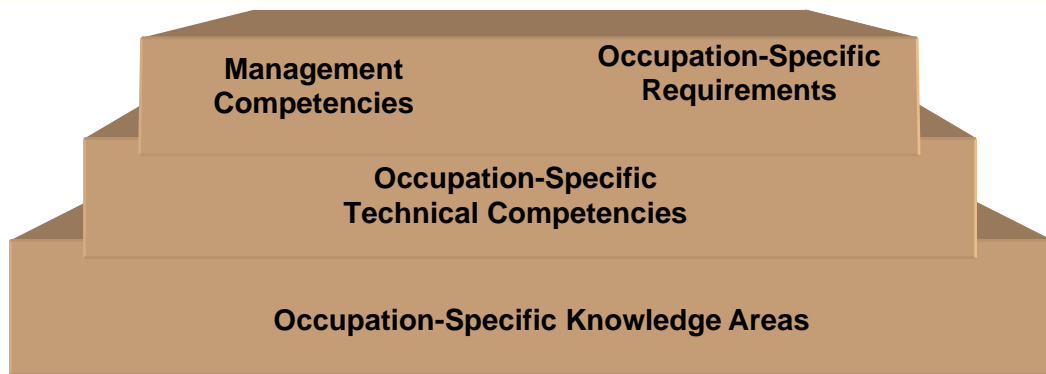 Management
Competencies
Occupation-Specific
Requirements
Occupation-Specific
Technical Competencies
Occupation-Specific Knowledge Areas